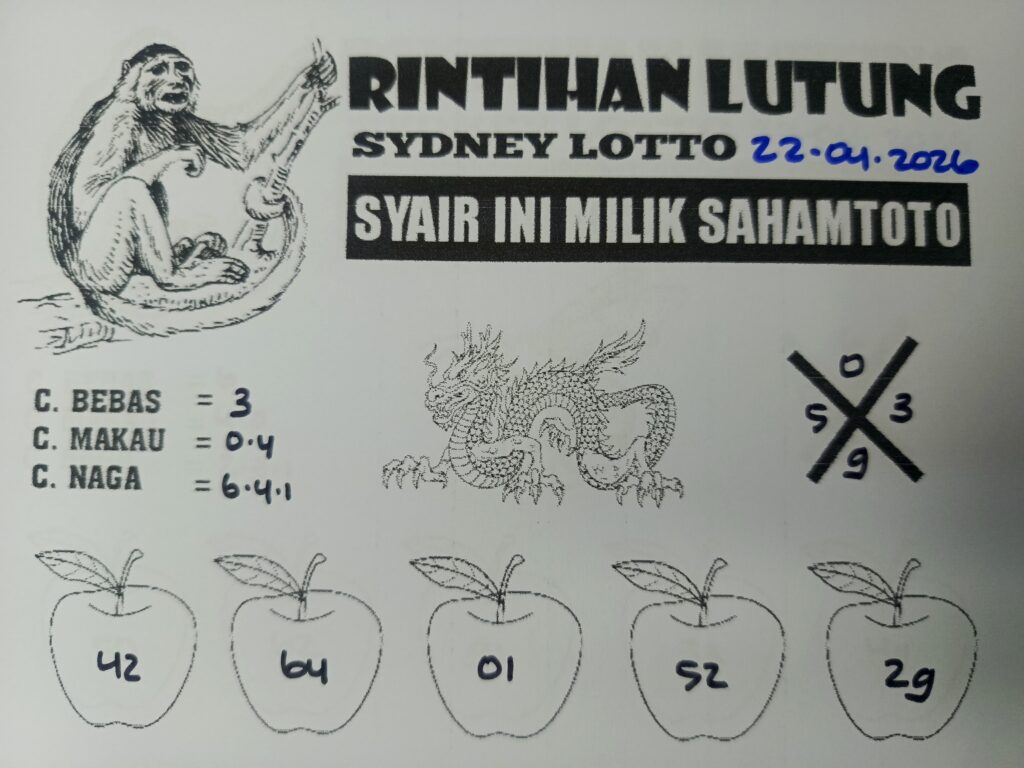 RINTIHAN LUTUNG
SYDNEY LOTTO 22.04.2026
SYAIR INI MILIK SAHAMTOTO
C. BEBAS = 3
C. MAKAU = 0.4
C. NAGA = 6.4.1
0
5 3
9
42 64 01 52 29